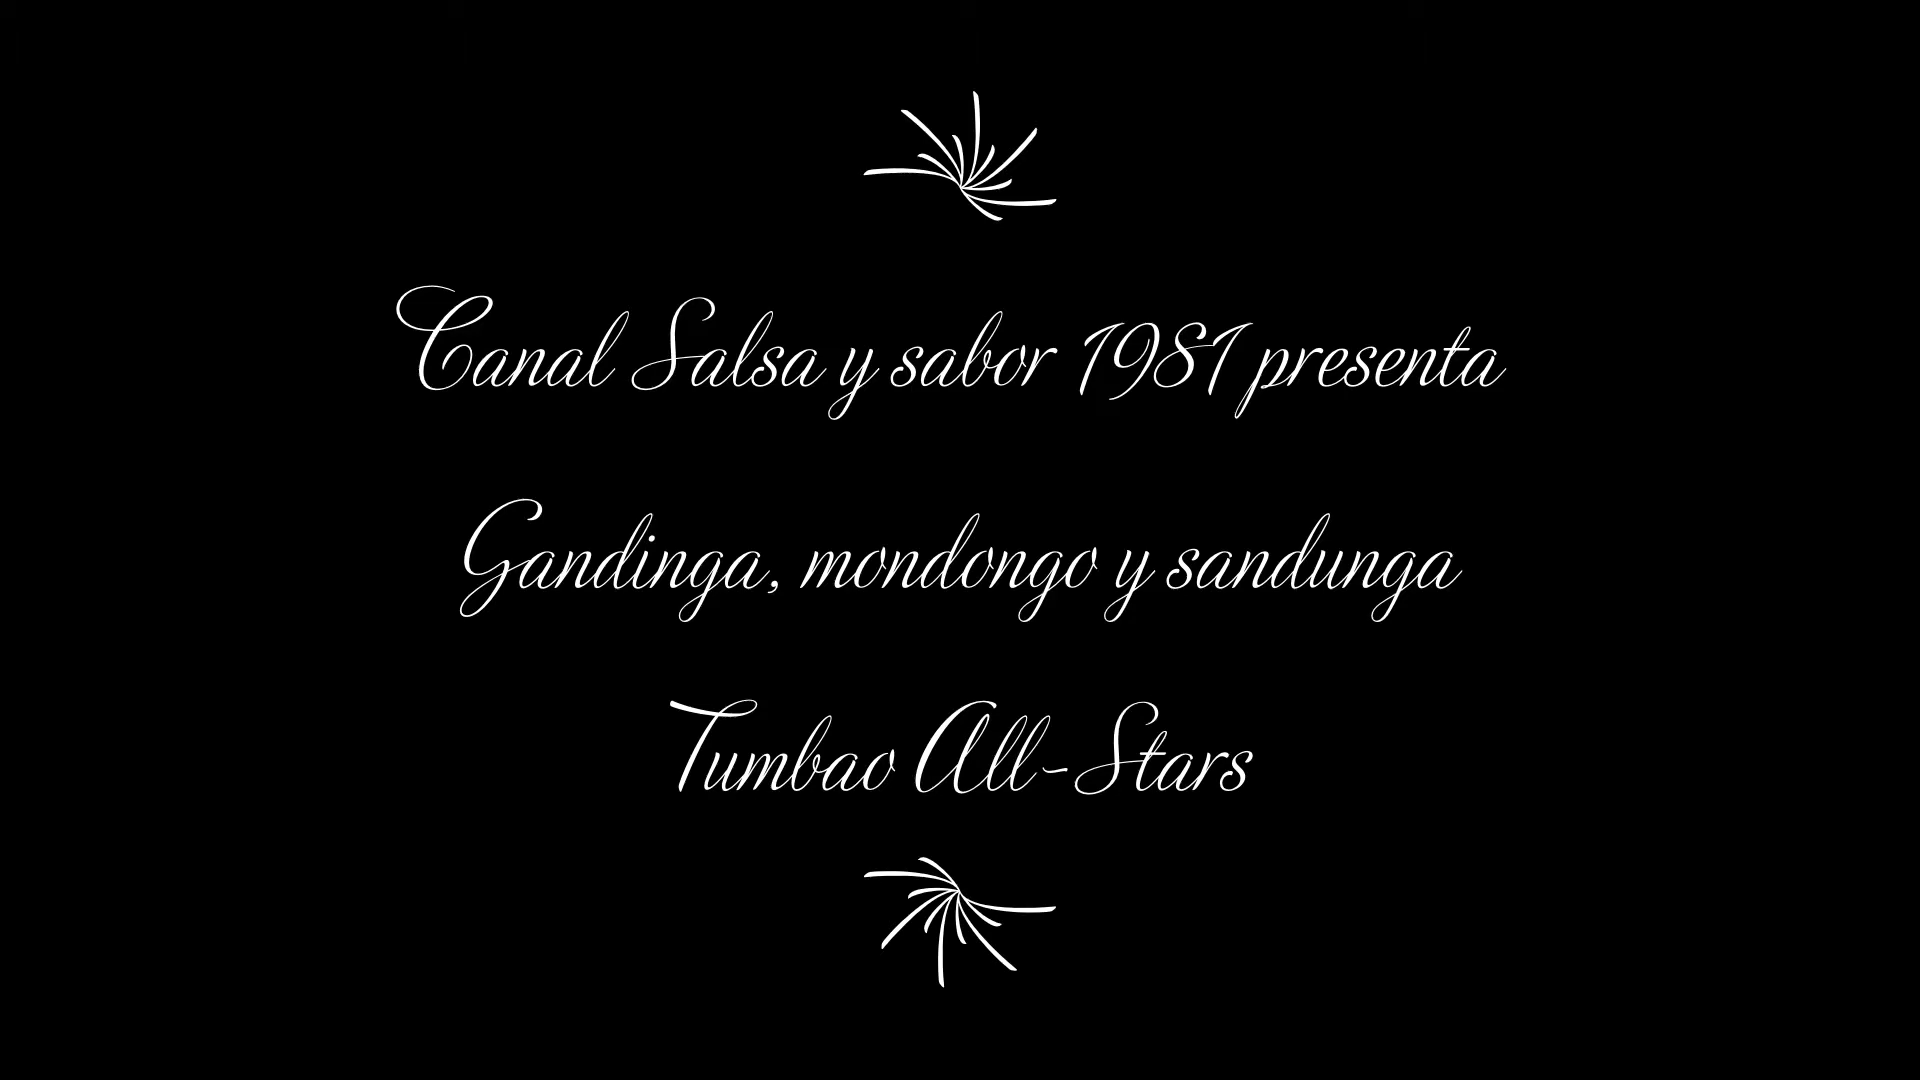 Canal Salsa y sabor 1981 presenta
Gandinga, mondongo y sandunga
Tumbao All-Stars